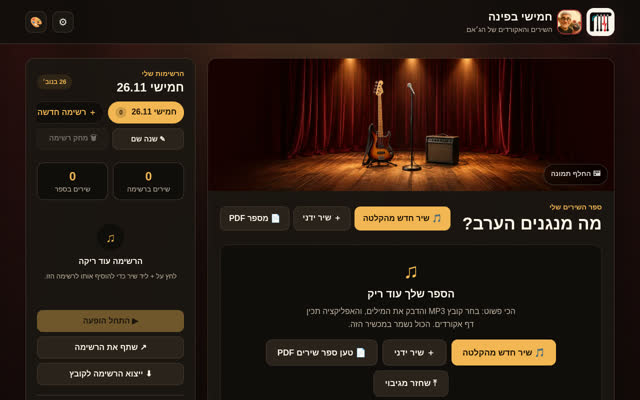 חמישי בפינה
השירים והאקורדים של הג׳אם
החלף תמונה
ספר השירים שלי
מה מנגנים הערב?
שיר חדש מהקלטה
+ שיר ידני
מספר PDF
הספר שלך עוד ריק
הכי פשוט: בחר קובץ MP3 והדבק את המילים, והאפליקציה תכין
דף אקורדים. הכול נשמר במכשיר הזה.
שיר חדש מהקלטה
+ שיר ידני
טען ספר שירים PDF
שחזר מגיבוי
הרשימות שלי
חמישי 26.11
26 בנוב׳
חמישי 26.11 0
+ רשימה חדשה
שנה שם
מחק רשימה
0
שירים ברשימה
0
שירים בספר
הרשימה עוד ריקה
לחץ על + ליד שיר כדי להוסיף אותו לרשימה הזו.
התחל הופעה
שתף את הרשימה
ייצוא הרשימה לקובץ